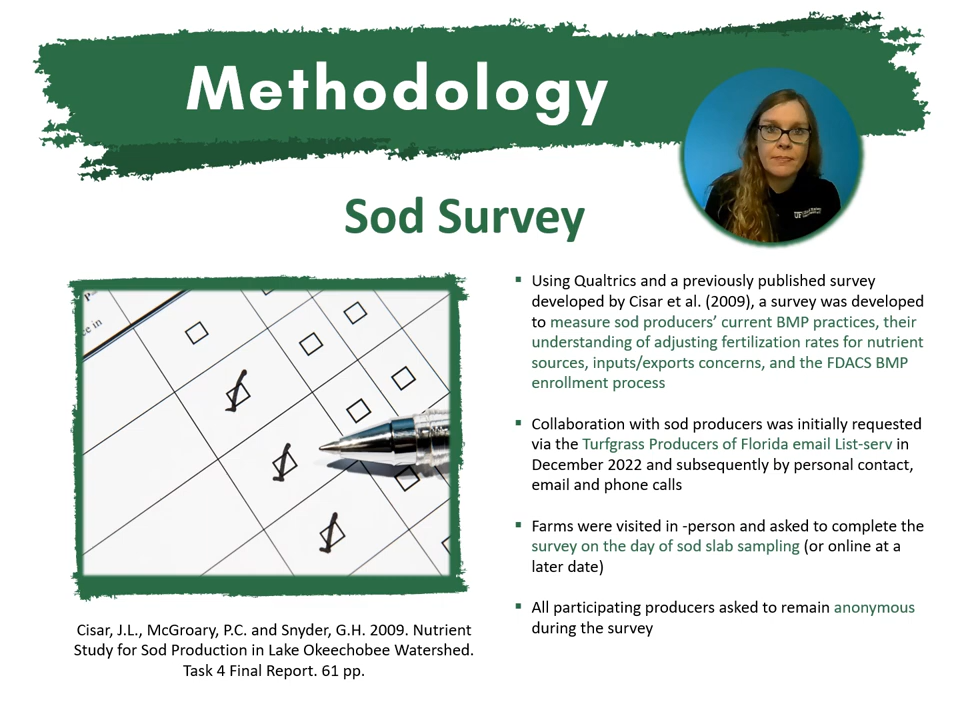 Methodology
Sod Survey
ce in
UF
▪ Using Qualtrics and a previously published survey
developed by Cisar et al. (2009), a survey was developed
to measure sod producers’ current BMP practices, their
understanding of adjusting fertilization rates for nutrient
sources, inputs/exports concerns, and the FDACS BMP
enrollment process
▪ Collaboration with sod producers was initially requested
via the Turfgrass Producers of Florida email List-serv in
December 2022 and subsequently by personal contact,
email and phone calls
▪ Farms were visited in -person and asked to complete the
survey on the day of sod slab sampling (or online at a
later date)
▪ All participating producers asked to remain anonymous
during the survey
Cisar, J.L., McGroary, P.C. and Snyder, G.H. 2009. Nutrient
Study for Sod Production in Lake Okeechobee Watershed.
Task 4 Final Report. 61 pp.